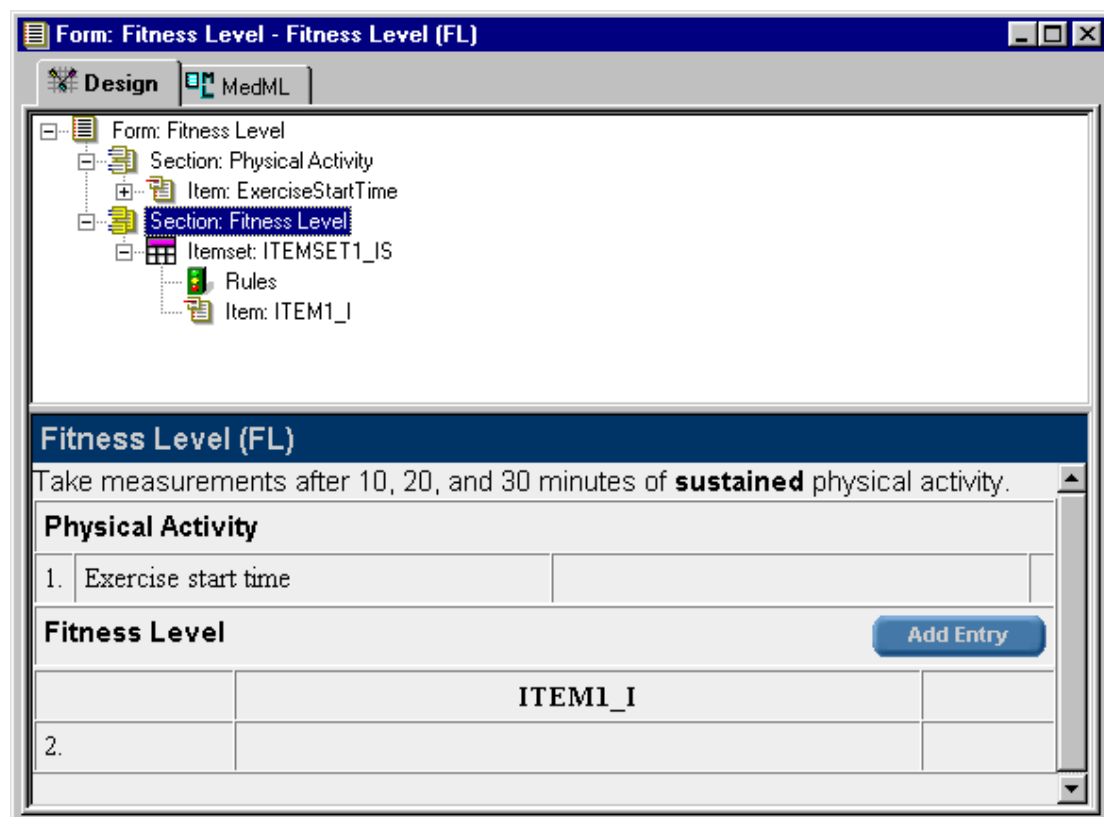 Form: Fitness Level - Fitness Level (FL)
Design MedML
Form: Fitness Level
Section: Physical Activity
Item: ExerciseStartTime
Section: Fitness Level
Itemset: ITEMSET1_IS
Rules
Item: ITEM1_I
Fitness Level (FL)
Take measurements after 10, 20, and 30 minutes of sustained physical activity.
Physical Activity
1. Exercise start time
Fitness Level Add Entry
ITEM1_I
2.